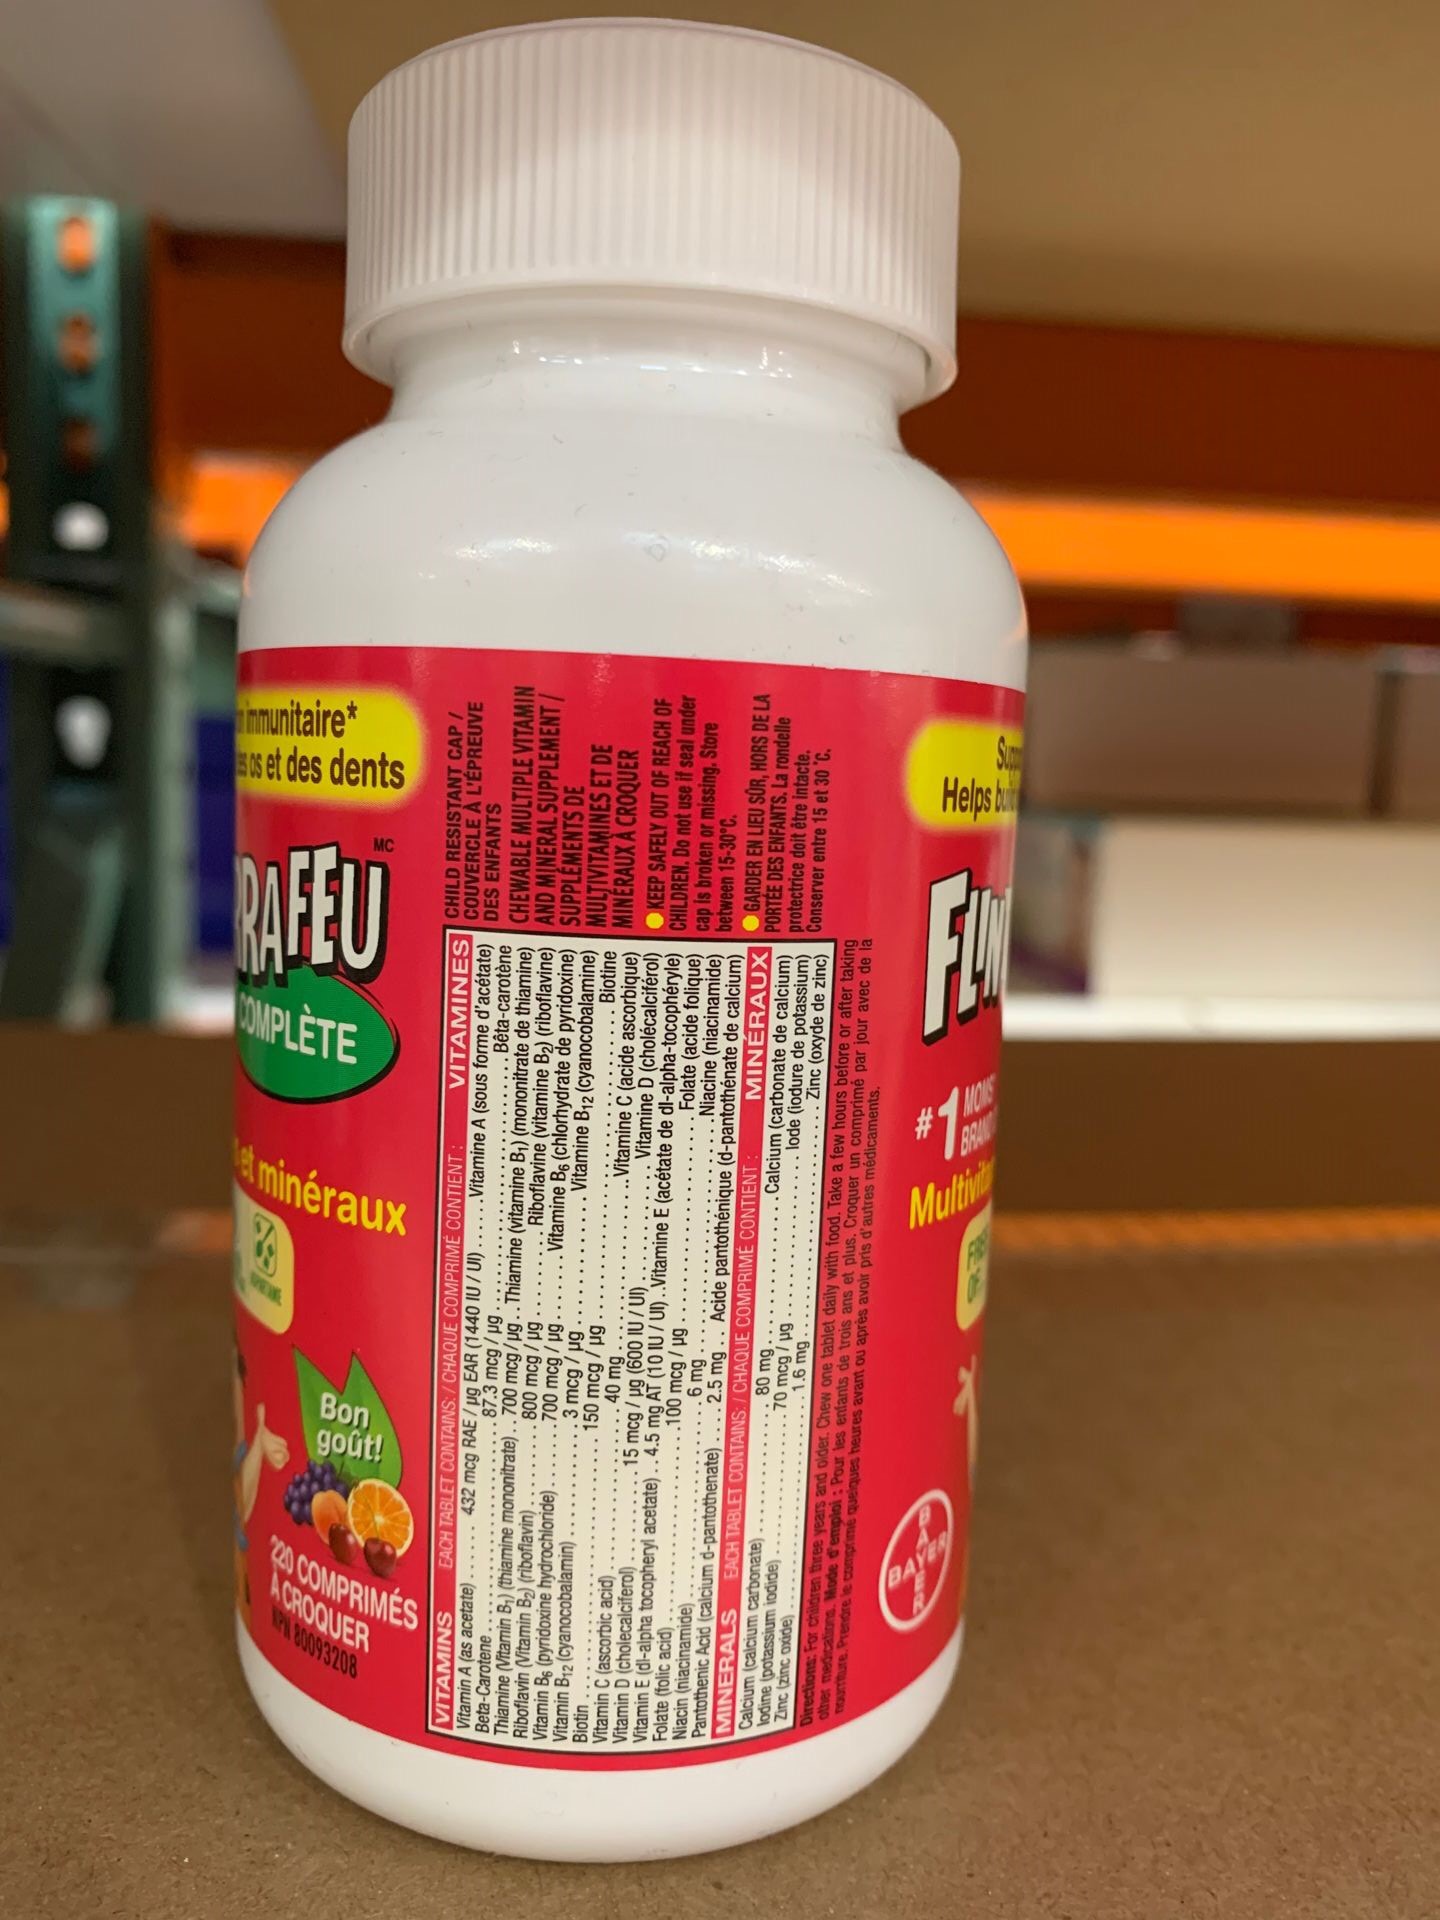 immunitaire*
es os et des dents
RAFEU
MC
COMPLÈTE
et minéraux
Bon
goût!
220 COMPRIMÉS
À CROQUER
NPN 80093208
VITAMINS EACH TABLET CONTAINS: / CHAQUE COMPRIMÉ CONTIENT : VITAMINES
Vitamin A (as acetate) ...... 432 mcg RAE / µg EAR (1440 IU / UI) ...... Vitamine A (sous forme d'acétate)
Beta-Carotene ...... 87.3 mcg / µg ...... Bêta-carotène
Thiamine (Vitamin B1) (thiamine mononitrate) .. 700 mcg / µg .. Thiamine (vitamine B1) (mononitrate de thiamine)
Riboflavin (Vitamin B2) (riboflavin) ...... 800 mcg / µg ...... Riboflavine (vitamine B2) (riboflavine)
Vitamin B6 (pyridoxine hydrochloride) ...... 700 mcg / µg ...... Vitamine B6 (chlorhydrate de pyridoxine)
Vitamin B12 (cyanocobalamin) ...... 3 mcg / µg ...... Vitamine B12 (cyanocobalamine)
Biotin ...... 150 mcg / µg ...... Biotine
Vitamin C (ascorbic acid) ...... 40 mg ...... Vitamine C (acide ascorbique)
Vitamin D (cholecalciferol) ...... 15 mcg / µg (600 IU / UI) ...... Vitamine D (cholécalciférol)
Vitamin E (dl-alpha tocopheryl acetate) .. 4.5 mg AT (10 IU / UI) .. Vitamine E (acétate de dl-alpha-tocophéryle)
Folate (folic acid) ...... 100 mcg / µg ...... Folate (acide folique)
Niacin (niacinamide) ...... 6 mg ...... Niacine (niacinamide)
Pantothenic Acid (calcium d-pantothenate) .... 2.5 mg .. Acide pantothénique (d-pantothénate de calcium)
MINERALS EACH TABLET CONTAINS: / CHAQUE COMPRIMÉ CONTIENT : MINÉRAUX
Calcium (calcium carbonate) ...... 80 mg ...... Calcium (carbonate de calcium)
Iodine (potassium iodide) ...... 70 mcg / µg ...... Iode (iodure de potassium)
Zinc (zinc oxide) ...... 1.6 mg ...... Zinc (oxyde de zinc)
Directions: For children three years and older. Chew one tablet daily with food. Take a few hours before or after taking
other medications. Mode d'emploi : Pour les enfants de trois ans et plus. Croquer un comprimé par jour avec de la
nourriture. Prendre le comprimé quelques heures avant ou après avoir pris d'autres médicaments.
CHILD RESISTANT CAP /
COUVERCLE À L'ÉPREUVE
DES ENFANTS
CHEWABLE MULTIPLE VITAMIN
AND MINERAL SUPPLEMENT /
SUPPLÉMENTS DE
MULTIVITAMINES ET DE
MINÉRAUX À CROQUER
● KEEP SAFELY OUT OF REACH OF
CHILDREN. Do not use if seal under
cap is broken or missing. Store
between 15-30°C.
● GARDER EN LIEU SÛR, HORS DE LA
PORTÉE DES ENFANTS. La rondelle
protectrice doit être intacte.
Conserver entre 15 et 30 °C.
Supp
Helps bu
FLIN
#1 MOMS'
BRAND
Multivita
FREE
OF
BAYER
BAYER